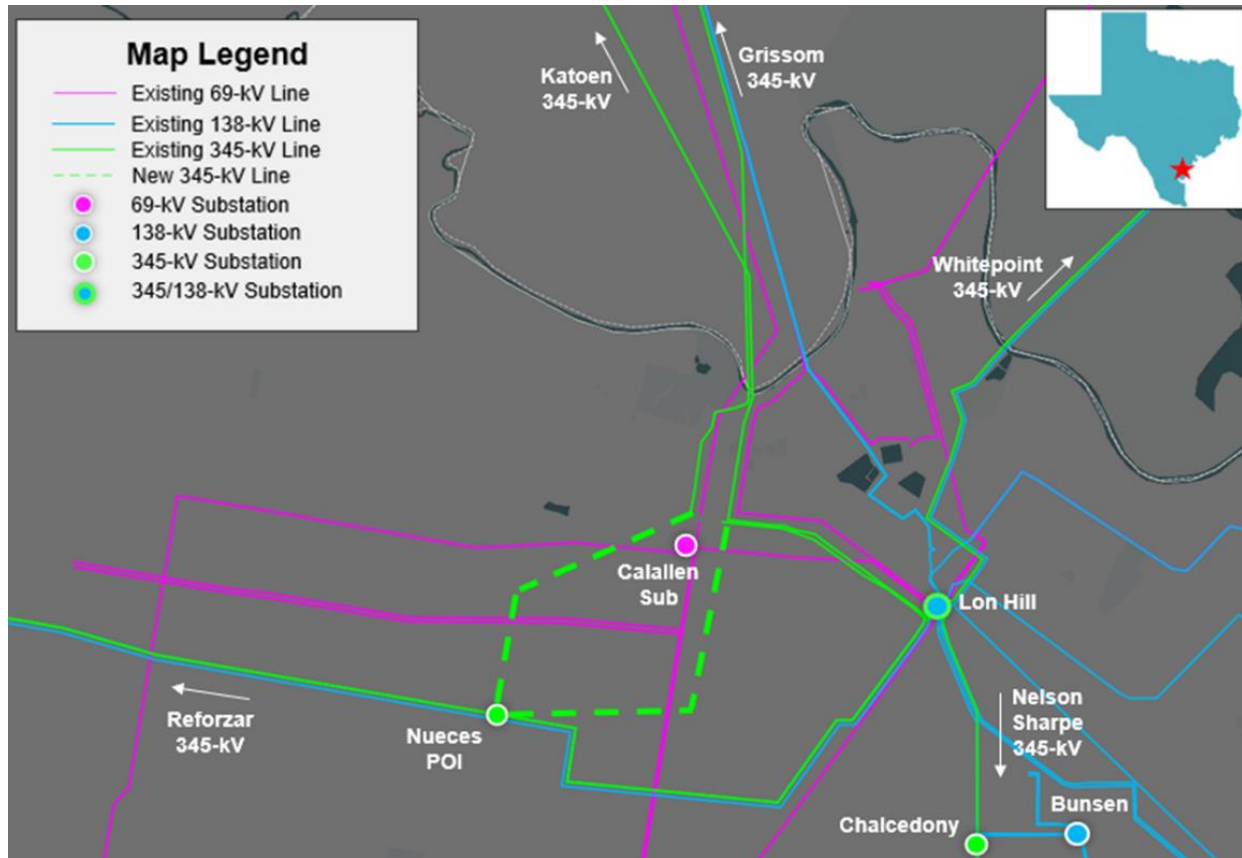 Map Legend
Existing 69-kV Line
Existing 138-kV Line
Existing 345-kV Line
New 345-kV Line
69-kV Substation
138-kV Substation
345-kV Substation
345/138-kV Substation
Katoen
345-kV
Grissom
345-kV
Whitepoint
345-kV
Calallen
Sub
Lon Hill
Reforzar
345-kV
Nueces
POI
Nelson
Sharpe
345-kV
Chalcedony
Bunsen